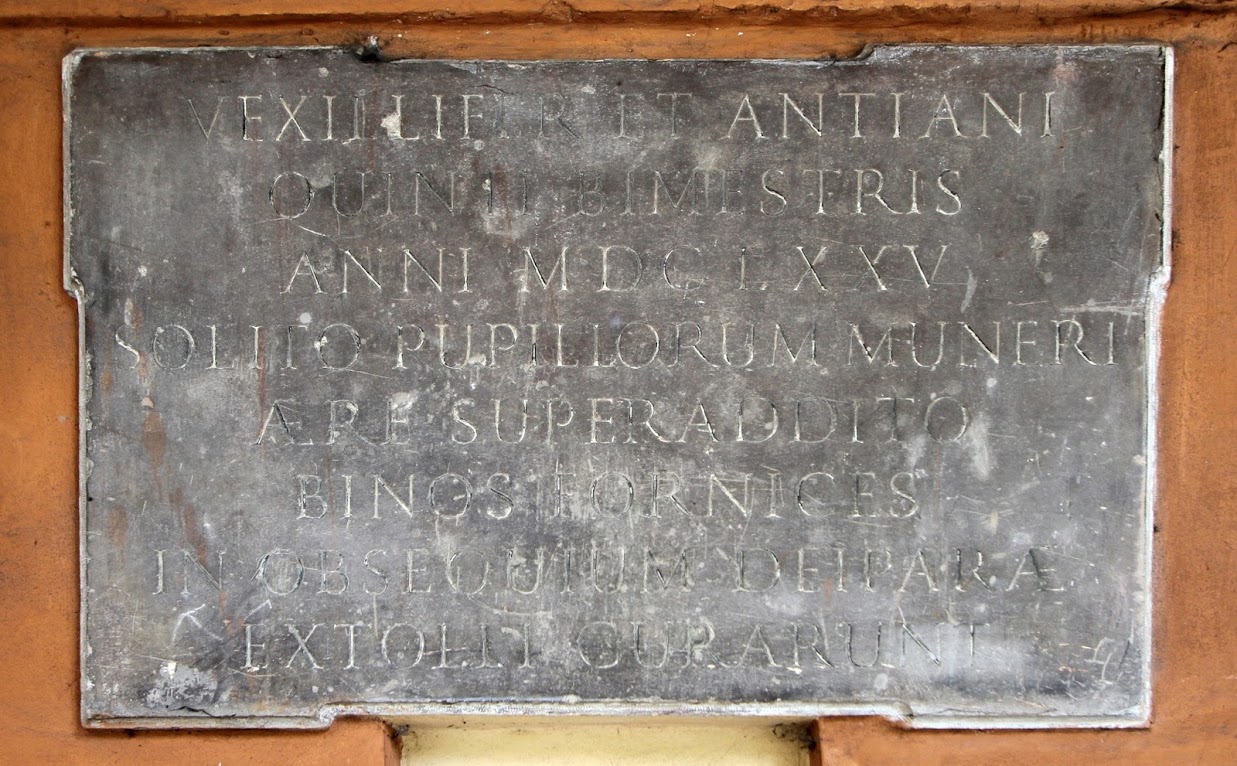 VEXILLIFER ET ANTIANI
QUINTI BIMESTRIS
ANNI MDCLXXV
SOLITO PUPILLORUM MUNERI
ÆRE SUPERADDITO
BINOS FORNICES
IN OBSEQUIUM DEIPARÆ
EXTOLLI CURARUNT